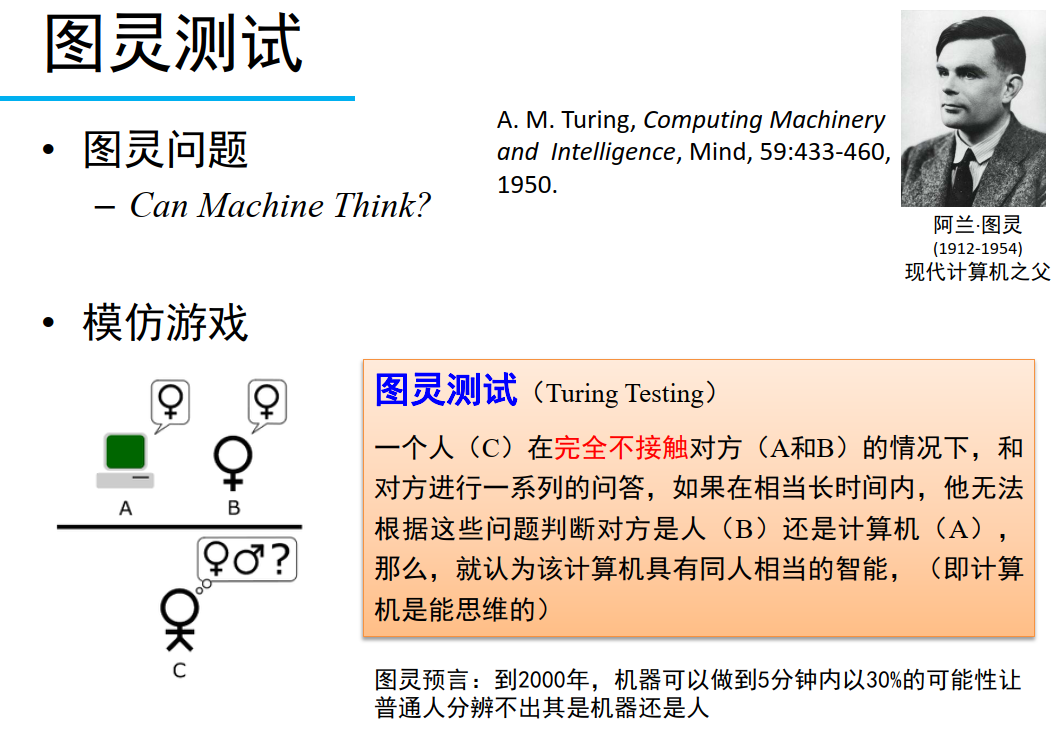 图灵测试
• 图灵问题
– Can Machine Think?
A. M. Turing, Computing Machinery
and Intelligence, Mind, 59:433-460,
1950.
阿兰·图灵
(1912-1954)
现代计算机之父
• 模仿游戏
A
B
♀♂?
C
图灵测试（Turing Testing）
一个人（C）在完全不接触对方（A和B）的情况下，和
对方进行一系列的问答，如果在相当长时间内，他无法
根据这些问题判断对方是人（B）还是计算机（A），
那么，就认为该计算机具有同人相当的智能，（即计算
机是能思维的）
图灵预言：到2000年，机器可以做到5分钟内以30%的可能性让
普通人分辨不出其是机器还是人